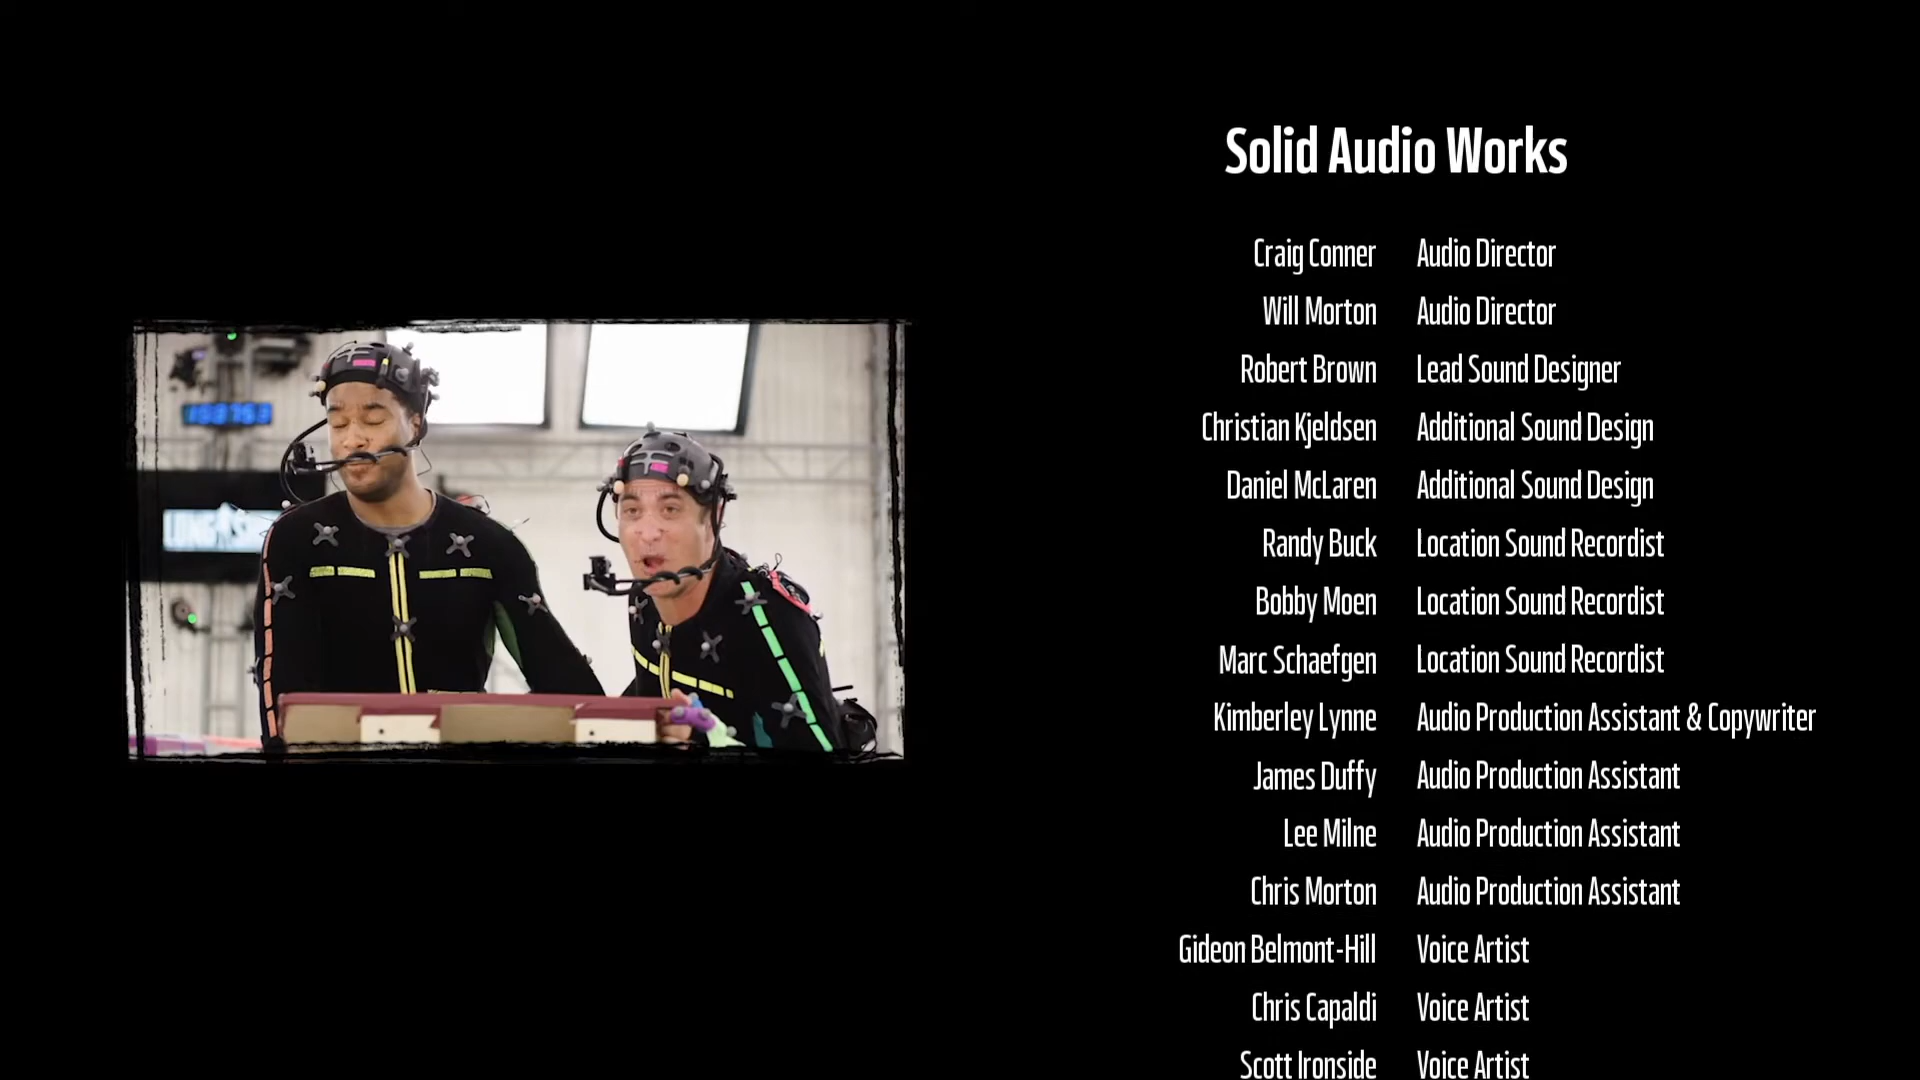 Solid Audio Works
Craig Conner Audio Director
Will Morton Audio Director
Robert Brown Lead Sound Designer
Christian Kjeldsen Additional Sound Design
Daniel McLaren Additional Sound Design
Randy Buck Location Sound Recordist
Bobby Moen Location Sound Recordist
Marc Schaefgen Location Sound Recordist
Kimberley Lynne Audio Production Assistant & Copywriter
James Duffy Audio Production Assistant
Lee Milne Audio Production Assistant
Chris Morton Audio Production Assistant
Gideon Belmont-Hill Voice Artist
Chris Capaldi Voice Artist
Scott Ironside Voice Artist